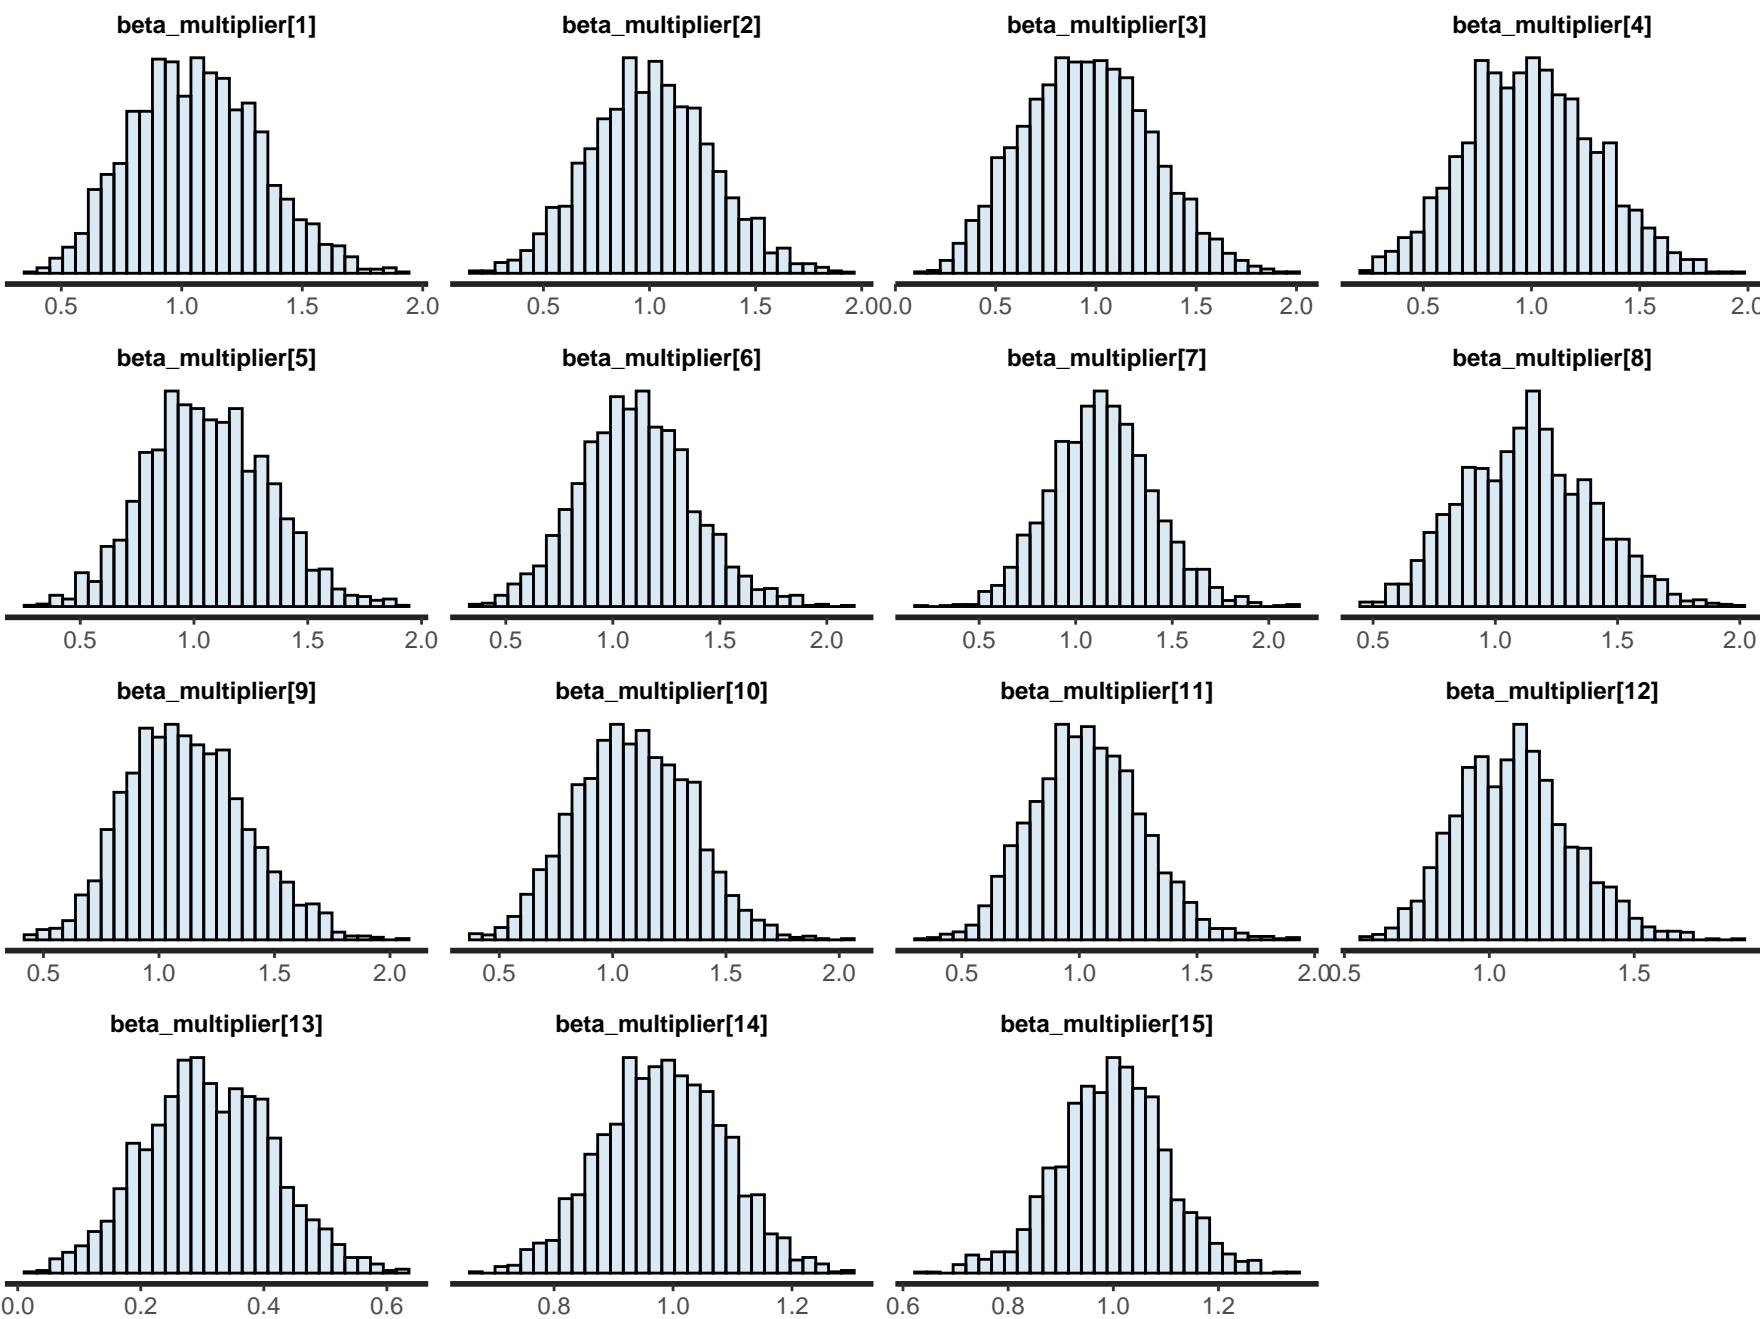 beta_multiplier[1] beta_multiplier[2] beta_multiplier[3] beta_multiplier[4]
0.5 1.0 1.5 2.0 0.5 1.0 1.5 2.0 0.0 0.5 1.0 1.5 2.0 0.5 1.0 1.5 2.0
beta_multiplier[5] beta_multiplier[6] beta_multiplier[7] beta_multiplier[8]
0.5 1.0 1.5 2.0 0.5 1.0 1.5 2.0 0.5 1.0 1.5 2.0 0.5 1.0 1.5 2.0
beta_multiplier[9] beta_multiplier[10] beta_multiplier[11] beta_multiplier[12]
0.5 1.0 1.5 2.0 0.5 1.0 1.5 2.0 0.5 1.0 1.5 2.0 0.5 1.0 1.5
beta_multiplier[13] beta_multiplier[14] beta_multiplier[15]
0.0 0.2 0.4 0.6 0.8 1.0 1.2 0.6 0.8 1.0 1.2